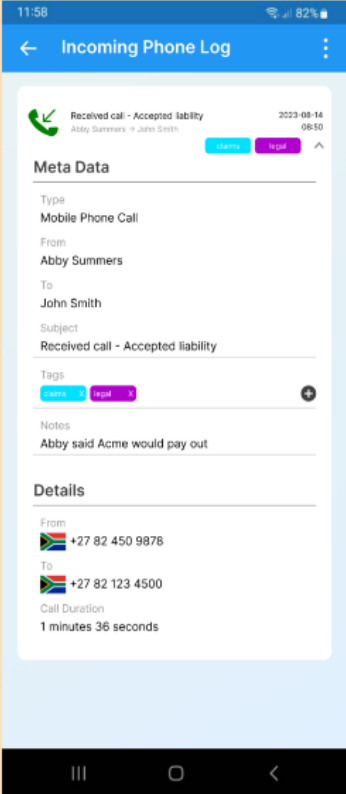 11:58
82%
Incoming Phone Log
Received call - Accepted liability
2023-08-14
Abby Summers → John Smith
08:50
claims
legal
Meta Data
Type
Mobile Phone Call
From
Abby Summers
To
John Smith
Subject
Received call - Accepted liability
Tags
claims X
legal X
Notes
Abby said Acme would pay out
Details
From
+27 82 450 9878
To
+27 82 123 4500
Call Duration
1 minutes 36 seconds